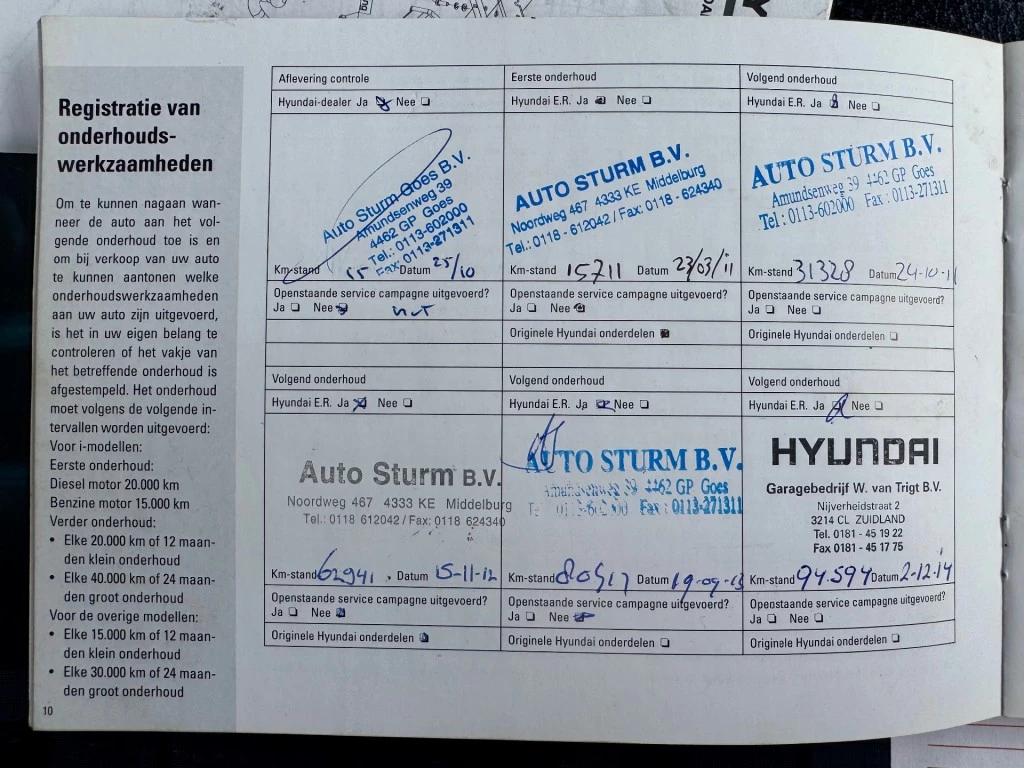 Registratie van
onderhouds-
werkzaamheden
Om te kunnen nagaan wan-
neer de auto aan het vol-
gende onderhoud toe is en
om bij verkoop van uw auto
te kunnen aantonen welke
onderhoudswerkzaamheden
aan uw auto zijn uitgevoerd,
is het in uw eigen belang te
controleren of het vakje van
het betreffende onderhoud is
afgestempeld. Het onderhoud
moet volgens de volgende in-
tervallen worden uitgevoerd:
Voor i-modellen:
Eerste onderhoud:
Diesel motor 20.000 km
Benzine motor 15.000 km
Verder onderhoud:
• Elke 20.000 km of 12 maan-
den klein onderhoud
• Elke 40.000 km of 24 maan-
den groot onderhoud
Voor de overige modellen:
• Elke 15.000 km of 12 maan-
den klein onderhoud
• Elke 30.000 km of 24 maan-
den groot onderhoud
10
Aflevering controle
Hyundai-dealer Ja Nee
Auto Sturm Goes B.V.
Amundsenweg 39
4462 GP Goes
Tel.: 0113-602000
Fax: 0113-271311
Km-stand 15 Datum 25/10
Openstaande service campagne uitgevoerd?
Ja Nee
Eerste onderhoud
Hyundai E.R. Ja Nee
AUTO STURM B.V.
Noordweg 467 4333 KE Middelburg
Tel.: 0118 - 612042 / Fax: 0118 - 624340
Km-stand 15711 Datum 23/03/11
Openstaande service campagne uitgevoerd?
Ja Nee
Originele Hyundai onderdelen
Volgend onderhoud
Hyundai E.R. Ja Nee
AUTO STURM B.V.
Amundsenweg 39 4462 GP Goes
Tel.: 0113-602000 Fax: 0113-271311
Km-stand 31328 Datum 24-10-11
Openstaande service campagne uitgevoerd?
Ja Nee
Originele Hyundai onderdelen
Volgend onderhoud
Hyundai E.R. Ja Nee
Auto Sturm B.V.
Noordweg 467 4333 KE Middelburg
Tel.: 0118 612042 / Fax: 0118 624340
Km-stand 62941 Datum 15-11-12
Openstaande service campagne uitgevoerd?
Ja Nee
Originele Hyundai onderdelen
Volgend onderhoud
Hyundai E.R. Ja Nee
AUTO STURM B.V.
Amundsenweg 39 4462 GP Goes
Fax: 0113-271311
Km-stand 80517 Datum 19-09-13
Openstaande service campagne uitgevoerd?
Ja Nee
Originele Hyundai onderdelen
Volgend onderhoud
Hyundai E.R. Ja Nee
HYUNDAI
Garagebedrijf W. van Trigt B.V.
Nijverheidstraat 2
3214 CL ZUIDLAND
Tel. 0181 - 45 19 22
Fax 0181 - 45 17 75
Km-stand 94.594 Datum 2-12-14
Openstaande service campagne uitgevoerd?
Ja Nee
Originele Hyundai onderdelen